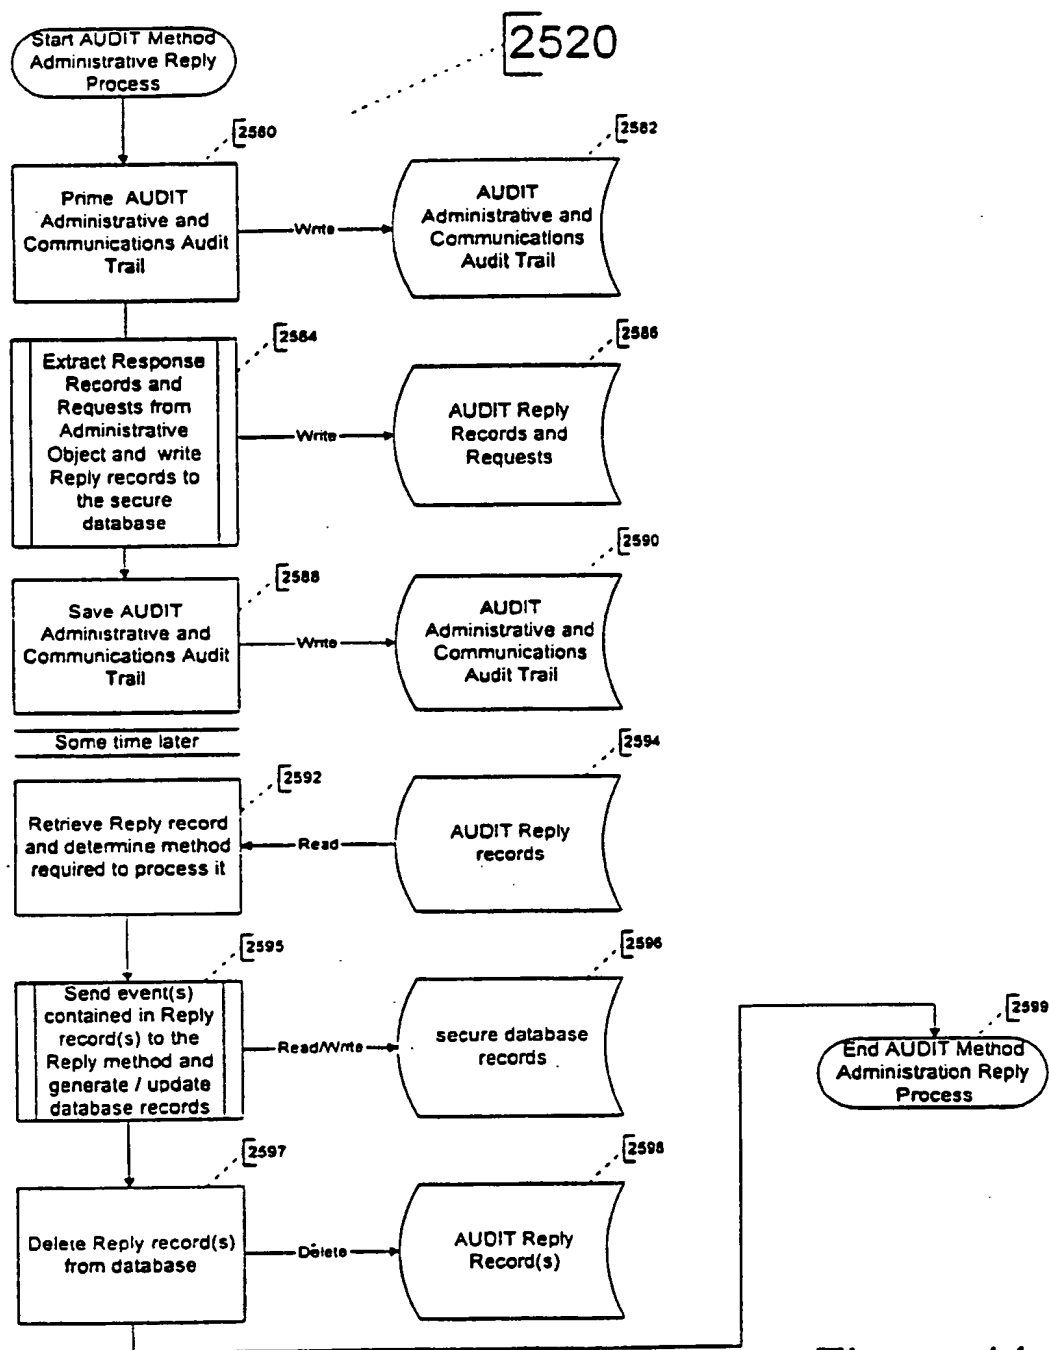 2520
Start AUDIT Method
Administrative Reply
Process
2580
Prime AUDIT
Administrative and
Communications Audit
Trail
Write
2582
AUDIT
Administrative and
Communications
Audit Trail
2584
Extract Response
Records and
Requests from
Administrative
Object and write
Reply records to
the secure
database
Write
2586
AUDIT Reply
Records and
Requests
2588
Save AUDIT
Administrative and
Communications Audit
Trail
Write
2590
AUDIT
Administrative and
Communications
Audit Trail
Some time later
2592
Retrieve Reply record
and determine method
required to process it
Read
2594
AUDIT Reply
records
2595
Send event(s)
contained in Reply
record(s) to the
Reply method and
generate / update
database records
Read/Write
2596
secure database
records
2597
Delete Reply record(s)
from database
Delete
2598
AUDIT Reply
Record(s)
2599
End AUDIT Method
Administration Reply
Process